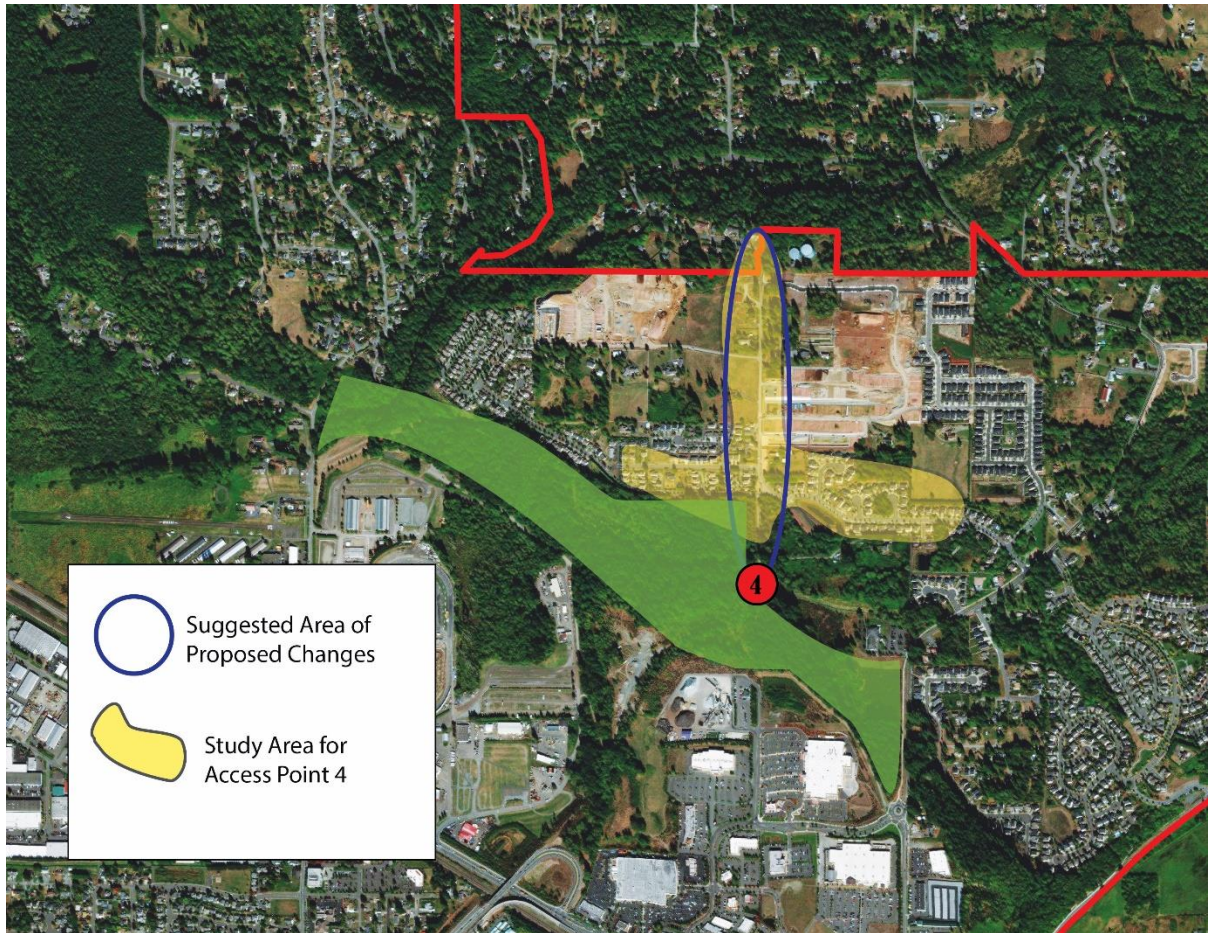 4
Suggested Area of
Proposed Changes
Study Area for
Access Point 4